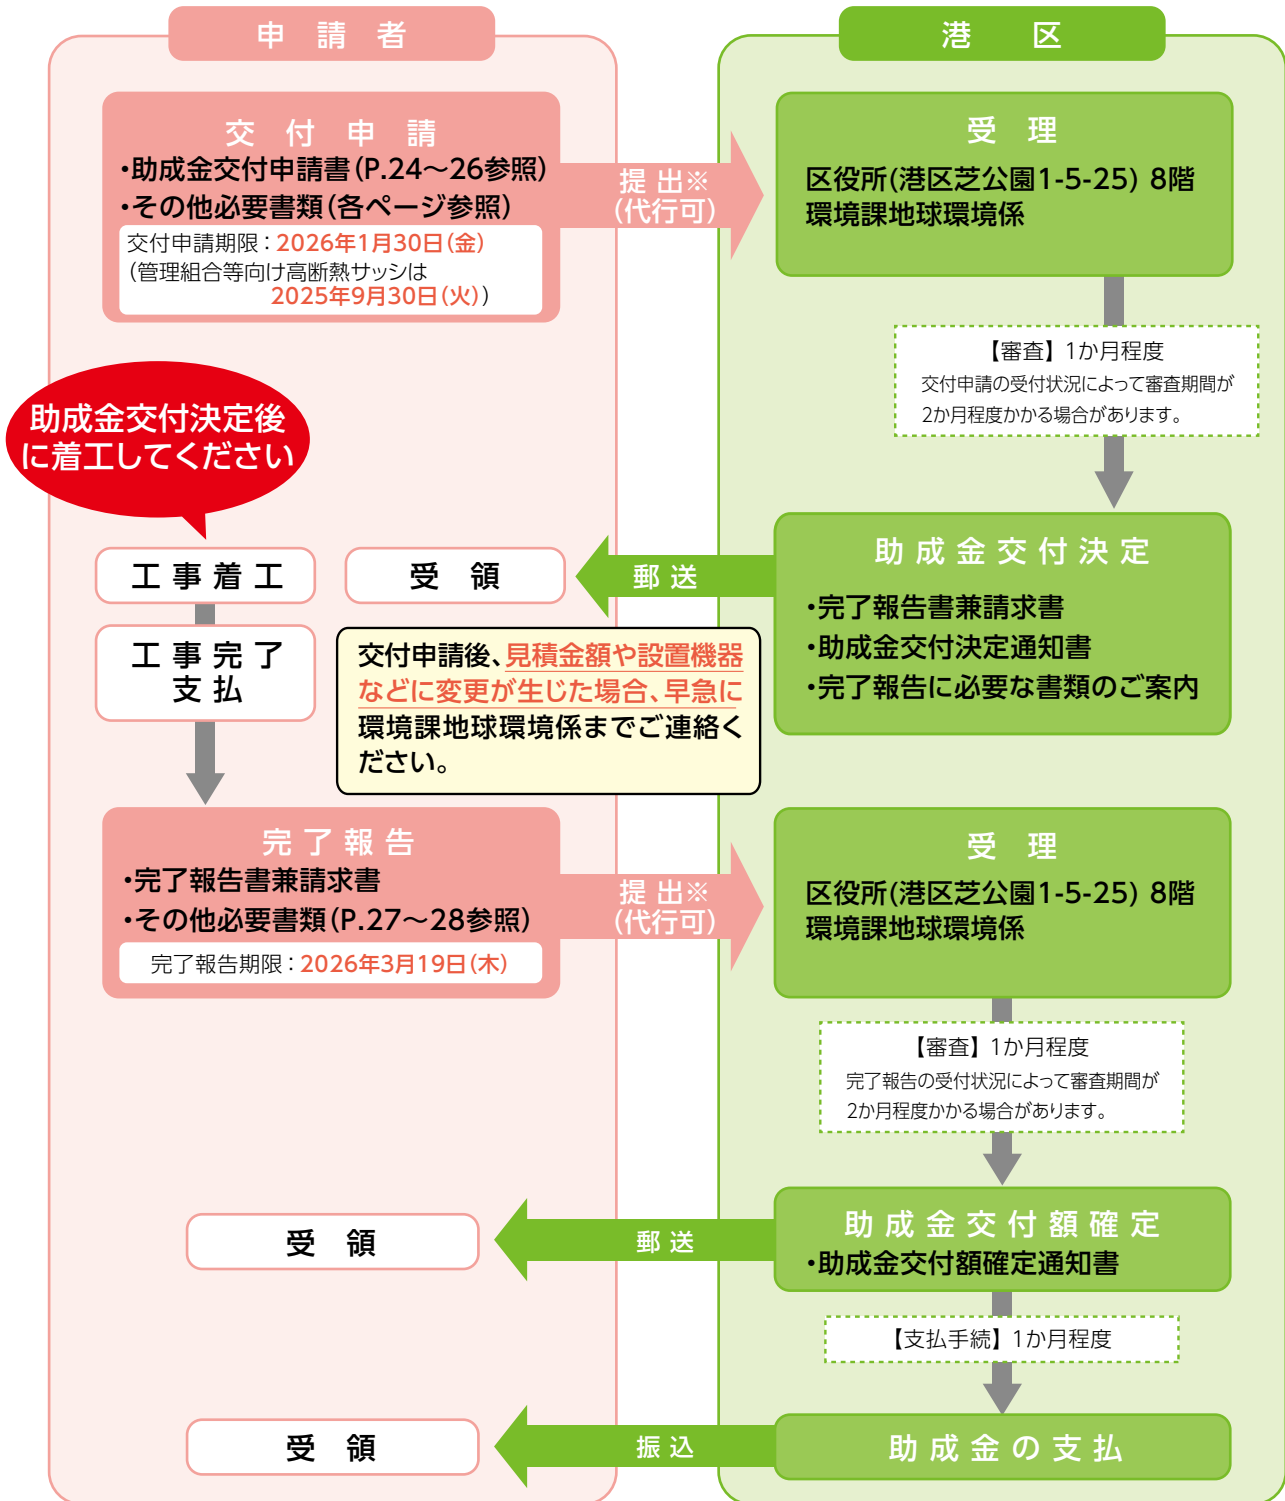 申請者
港区
交付申請
・助成金交付申請書(P.24～26参照)
・その他必要書類(各ページ参照)
交付申請期限：2026年1月30日(金)
(管理組合等向け高断熱サッシは
2025年9月30日(火))
提出※
(代行可)
受理
区役所(港区芝公園1-5-25) 8階
環境課地球環境係
【審査】1か月程度
交付申請の受付状況によって審査期間が
2か月程度かかる場合があります。
助成金交付決定後
に着工してください
助成金交付決定
・完了報告書兼請求書
・助成金交付決定通知書
・完了報告に必要な書類のご案内
郵送
受領
工事着工
工事完了
支払
交付申請後、見積金額や設置機器
などに変更が生じた場合、早急に
環境課地球環境係までご連絡く
ださい。
完了報告
・完了報告書兼請求書
・その他必要書類(P.27～28参照)
完了報告期限：2026年3月19日(木)
提出※
(代行可)
受理
区役所(港区芝公園1-5-25) 8階
環境課地球環境係
【審査】1か月程度
完了報告の受付状況によって審査期間が
2か月程度かかる場合があります。
助成金交付額確定
・助成金交付額確定通知書
郵送
受領
【支払手続】1か月程度
助成金の支払
振込
受領